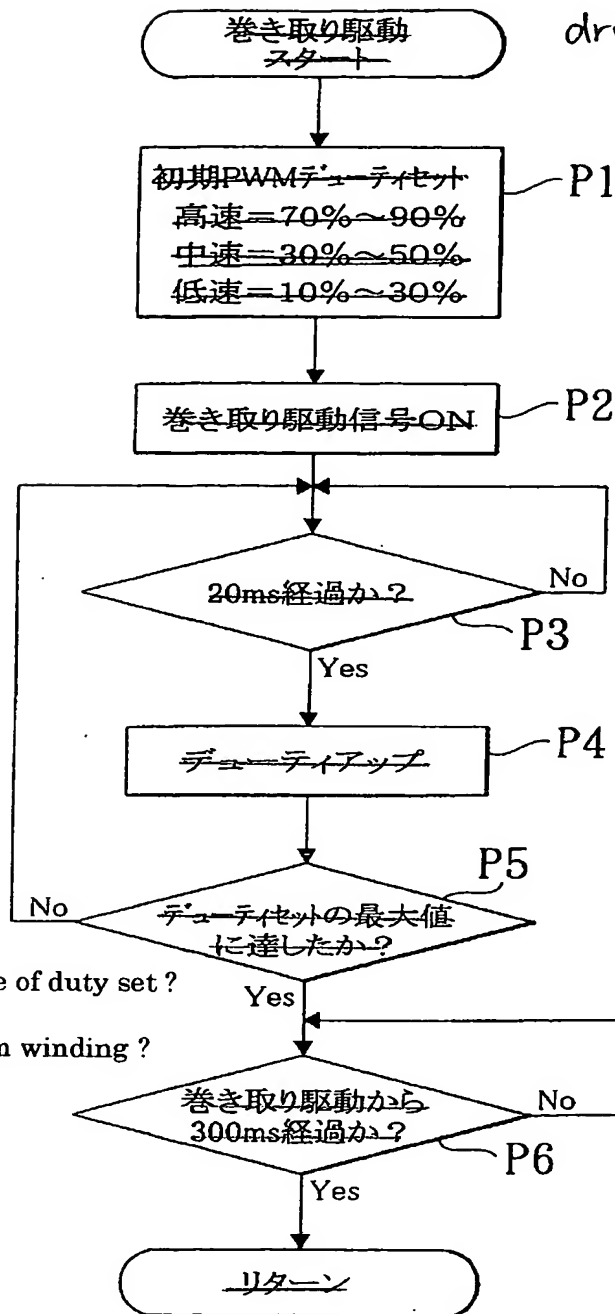 巻き取り駆動
スタート
初期PWMデューティセット
高速=70%～90%
中速=30%～50%
低速=10%～30%
P1
巻き取り駆動信号ON
P2
20ms経過か?
No
P3
Yes
デューティアップ
P4
P5
デューティセットの最大値
に達したか?
No
e of duty set ?
Yes
winding ?
巻き取り駆動から
300ms経過か?
No
P6
Yes
リターン